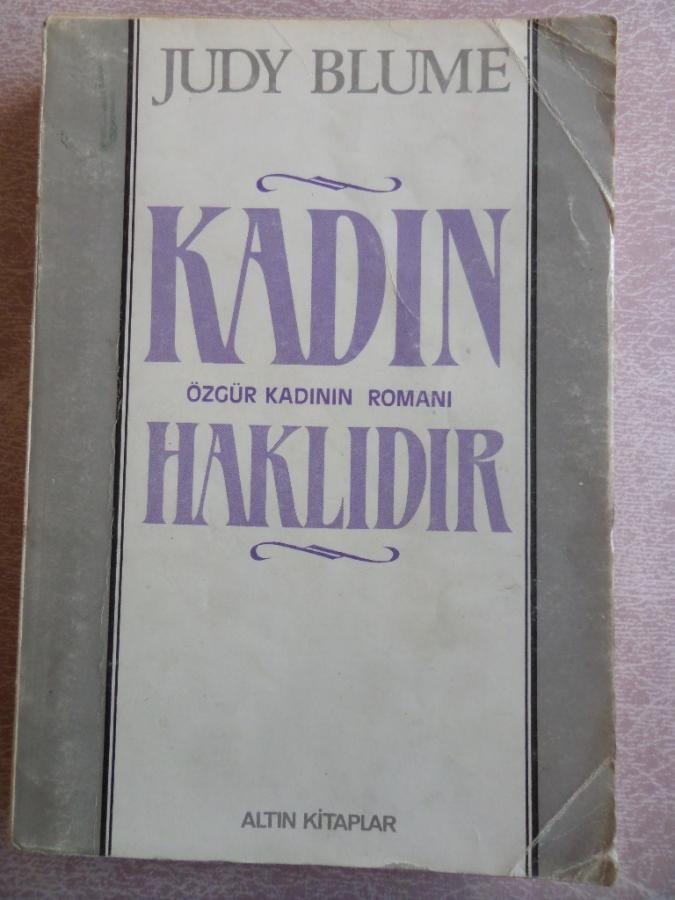 JUDY BLUME
KADIN
ÖZGÜR KADININ ROMANI
HAKLIDIR
ALTIN KİTAPLAR